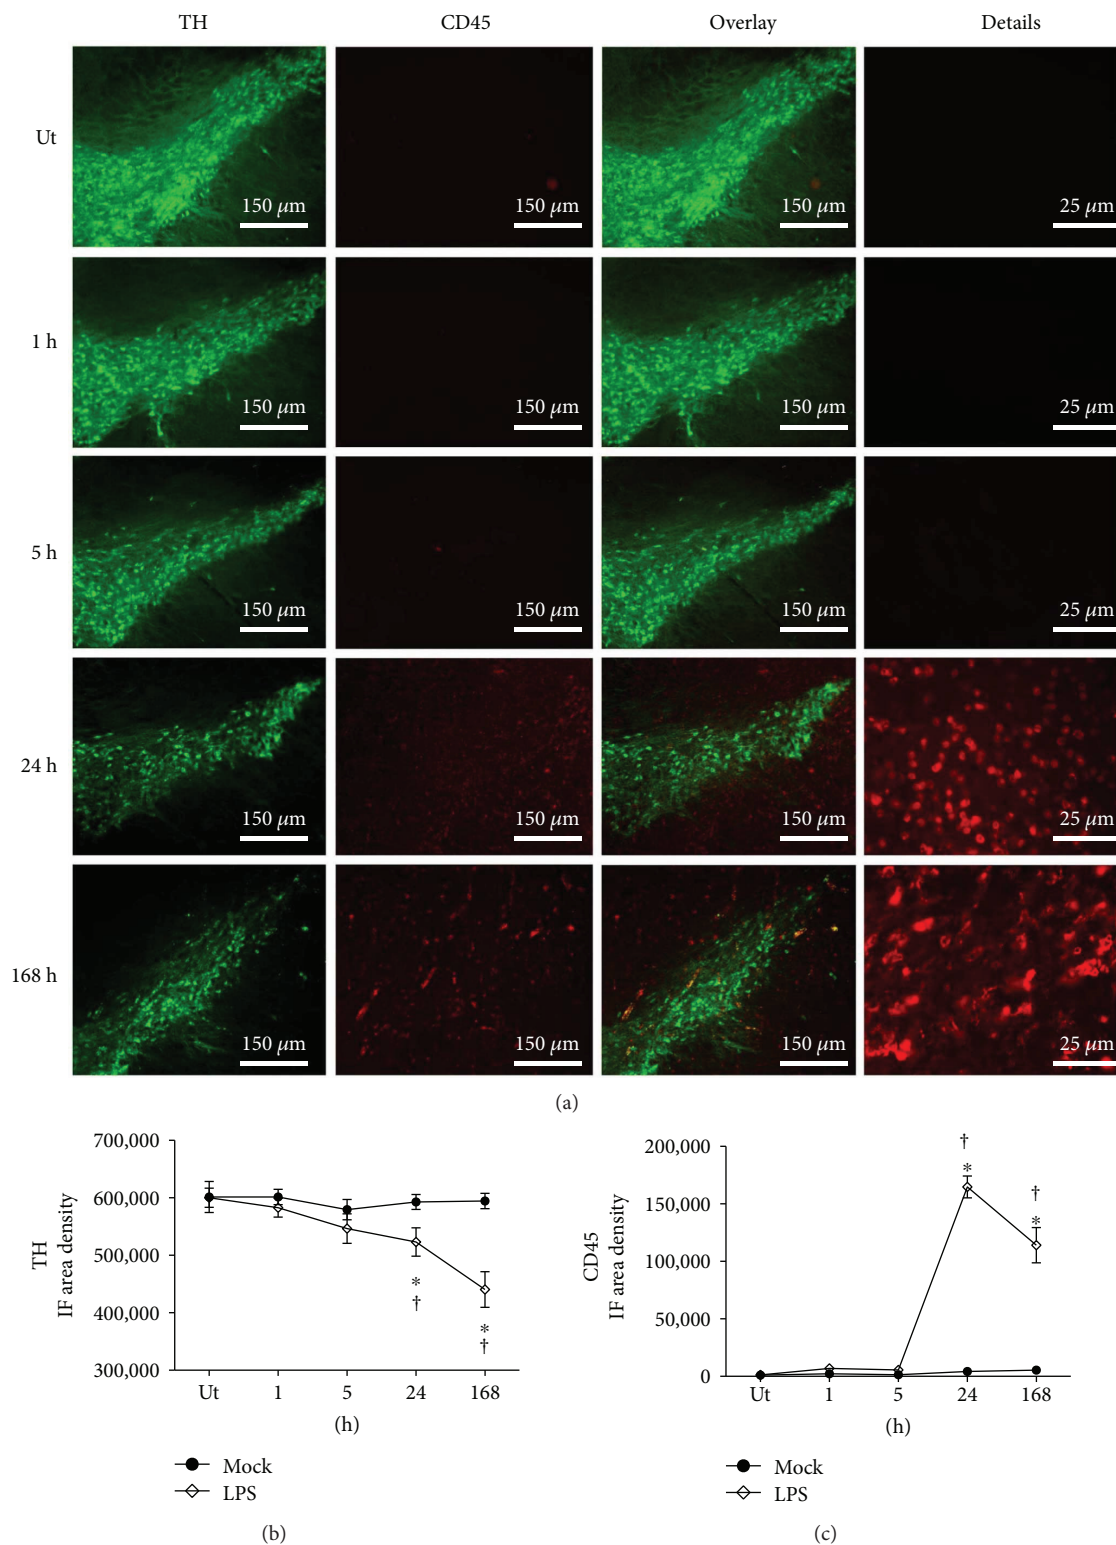 TH CD45 Overlay Details
Ut 150 μm 150 μm 150 μm 25 μm
1 h 150 μm 150 μm 150 μm 25 μm
5 h 150 μm 150 μm 150 μm 25 μm
24 h 150 μm 150 μm 150 μm 25 μm
168 h 150 μm 150 μm 150 μm 25 μm
(a)
TH
IF area density
700,000
600,000
500,000
400,000
300,000
*
†
*
†
Ut 1 5 24 168
(h)
Mock
LPS
(b)
CD45
IF area density
200,000
150,000
100,000
50,000
0
†
*
†
*
Ut 1 5 24 168
(h)
Mock
LPS
(c)